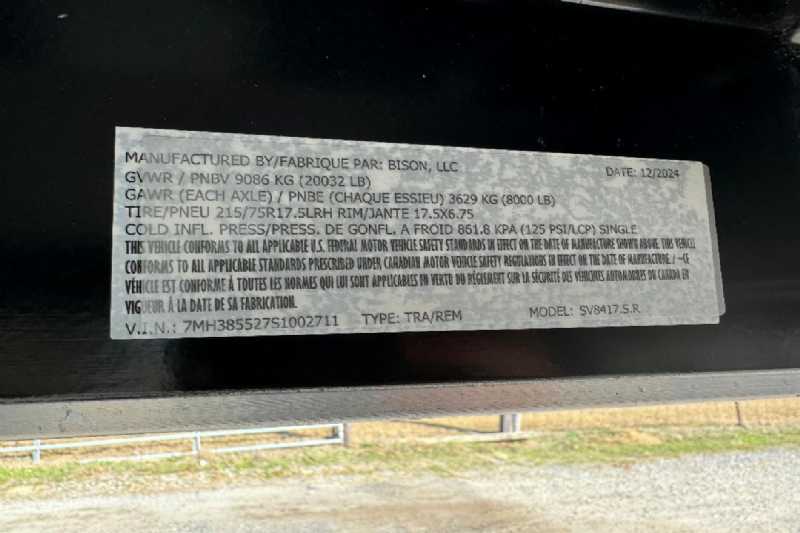 MANUFACTURED BY/FABRIQUE PAR: BISON, LLC DATE: 12/2024
GVWR / PNBV 9086 KG (20032 LB)
GAWR (EACH AXLE) / PNBE (CHAQUE ESSIEU) 3629 KG (8000 LB)
TIRE/PNEU 215/75R17.5LRH RIM/JANTE 17.5X6.75
COLD INFL. PRESS/PRESS. DE GONFL. A FROID 861.8 KPA (125 PSI/LCP) SINGLE
THIS VEHICLE CONFORMS TO ALL APPLICABLE U.S. FEDERAL MOTOR VEHICLE SAFETY STANDARDS IN EFFECT ON THE DATE OF MANUFACTURE SHOWN ABOVE. THIS VEHICLE
CONFORMS TO ALL APPLICABLE STANDARDS PRESCRIBED UNDER CANADIAN MOTOR VEHICLE SAFETY REGULATIONS IN EFFECT ON THE DATE OF MANUFACTURE. / -CE
VÉHICLE EST CONFORME À TOUTES LES NORMES QUI LUI SONT APPLICABLES EN VERTU DU RÈGLEMENT SUR LA SÉCURITÉ DES VÉHICLES AUTOMOBILES DU CANADA EN
VIGUEUR À LA DATE DE SA FABRICATION.
V.I.N.: 7MH385527S1002711 TYPE: TRA/REM MODEL: SV8417.S.R